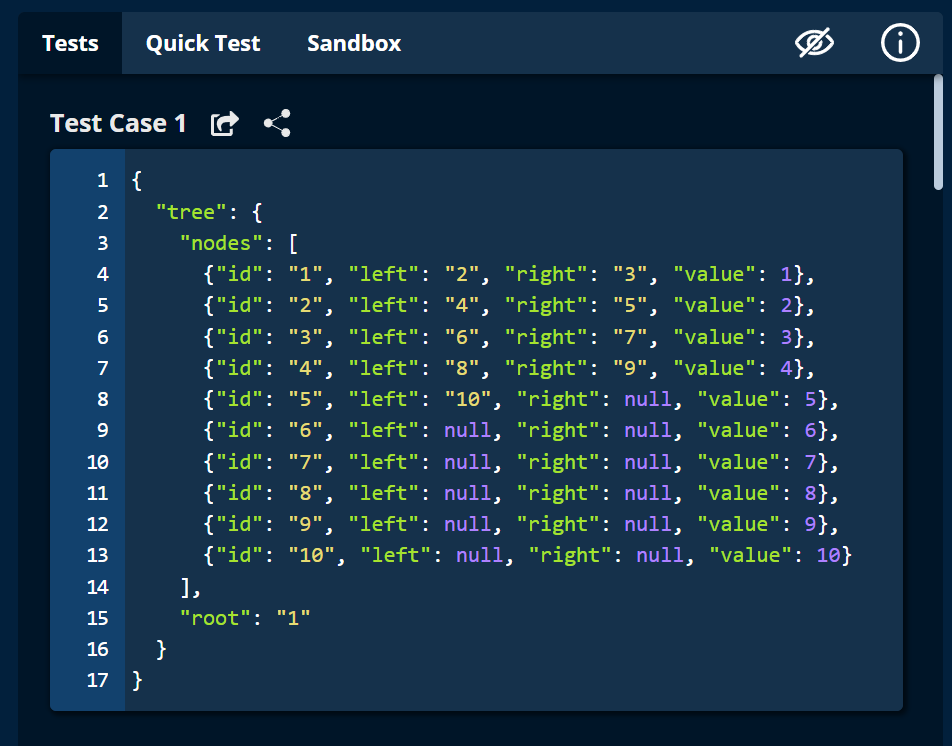 Tests Quick Test Sandbox
Test Case 1
1 {
2   "tree": {
3     "nodes": [
4       {"id": "1", "left": "2", "right": "3", "value": 1},
5       {"id": "2", "left": "4", "right": "5", "value": 2},
6       {"id": "3", "left": "6", "right": "7", "value": 3},
7       {"id": "4", "left": "8", "right": "9", "value": 4},
8       {"id": "5", "left": "10", "right": null, "value": 5},
9       {"id": "6", "left": null, "right": null, "value": 6},
10       {"id": "7", "left": null, "right": null, "value": 7},
11       {"id": "8", "left": null, "right": null, "value": 8},
12       {"id": "9", "left": null, "right": null, "value": 9},
13       {"id": "10", "left": null, "right": null, "value": 10}
14     ],
15     "root": "1"
16   }
17 }